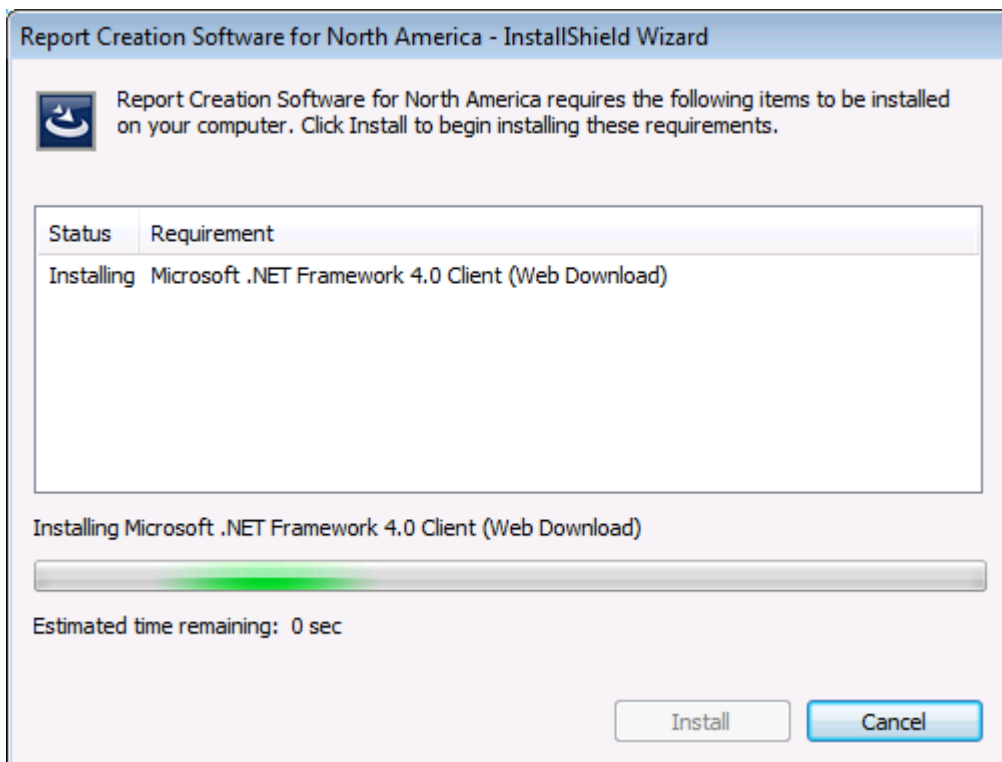 Report Creation Software for North America - InstallShield Wizard
Report Creation Software for North America requires the following items to be installed
on your computer. Click Install to begin installing these requirements.
Status Requirement
Installing Microsoft .NET Framework 4.0 Client (Web Download)
Installing Microsoft .NET Framework 4.0 Client (Web Download)
Estimated time remaining: 0 sec
Install Cancel